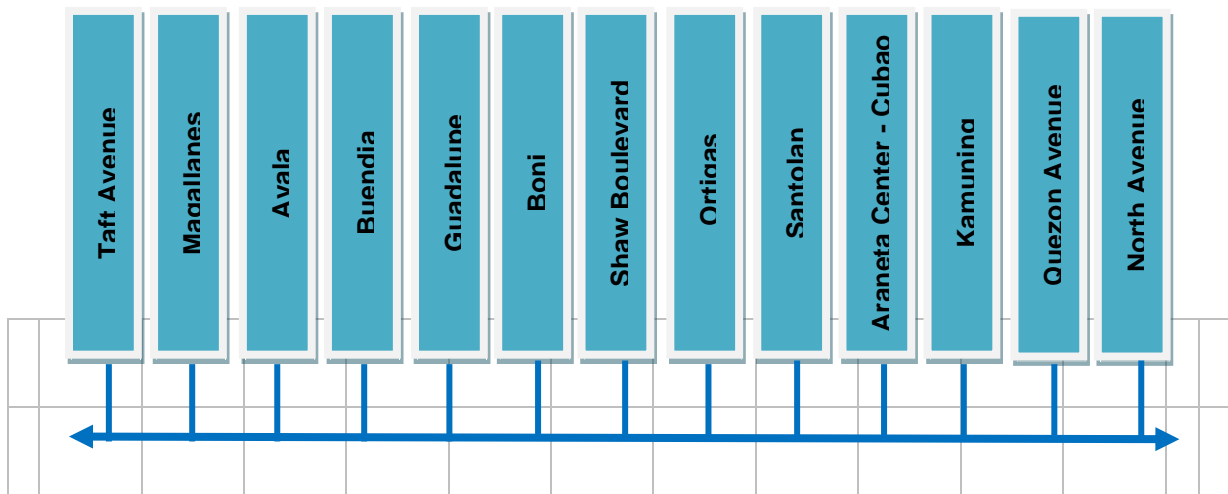 Taft Avenue
Magallanes
Ayala
Buendia
Guadalupe
Boni
Shaw Boulevard
Ortigas
Santolan
Araneta Center - Cubao
Kamuning
Quezon Avenue
North Avenue